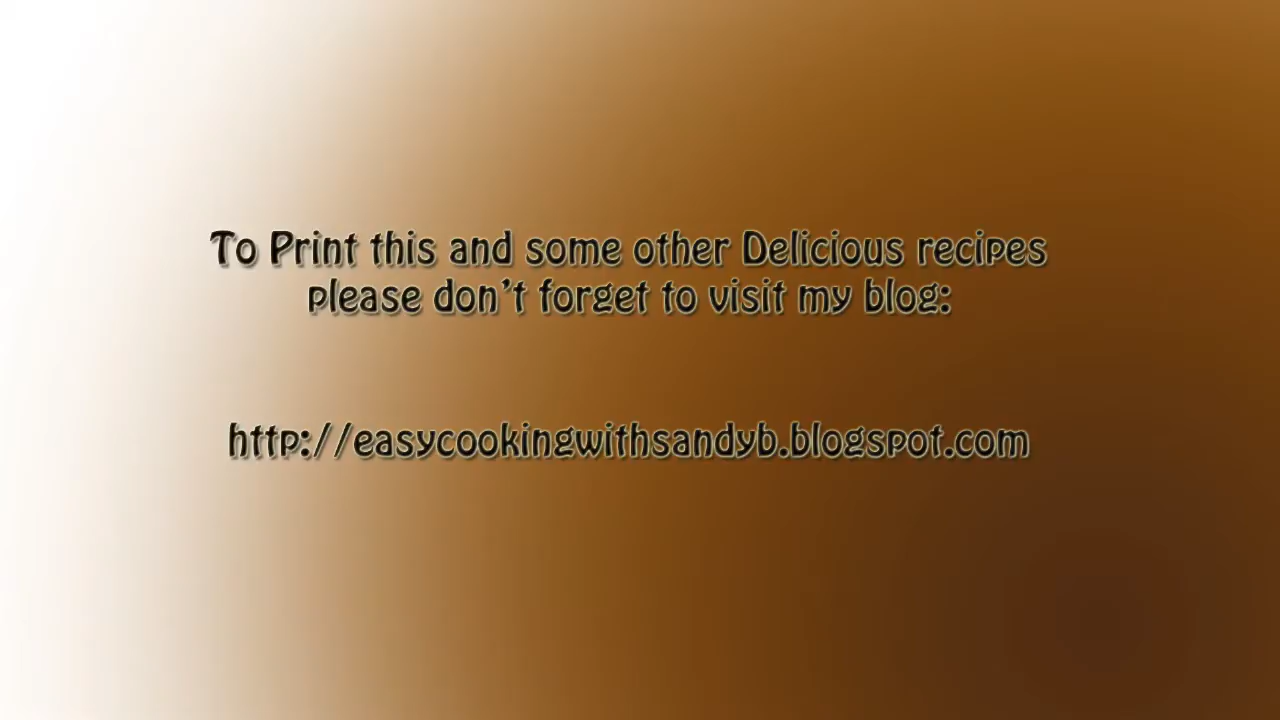 To Print this and some other Delicious recipes
please don't forget to visit my blog:
http://easycookingwithsandyb.blogspot.com